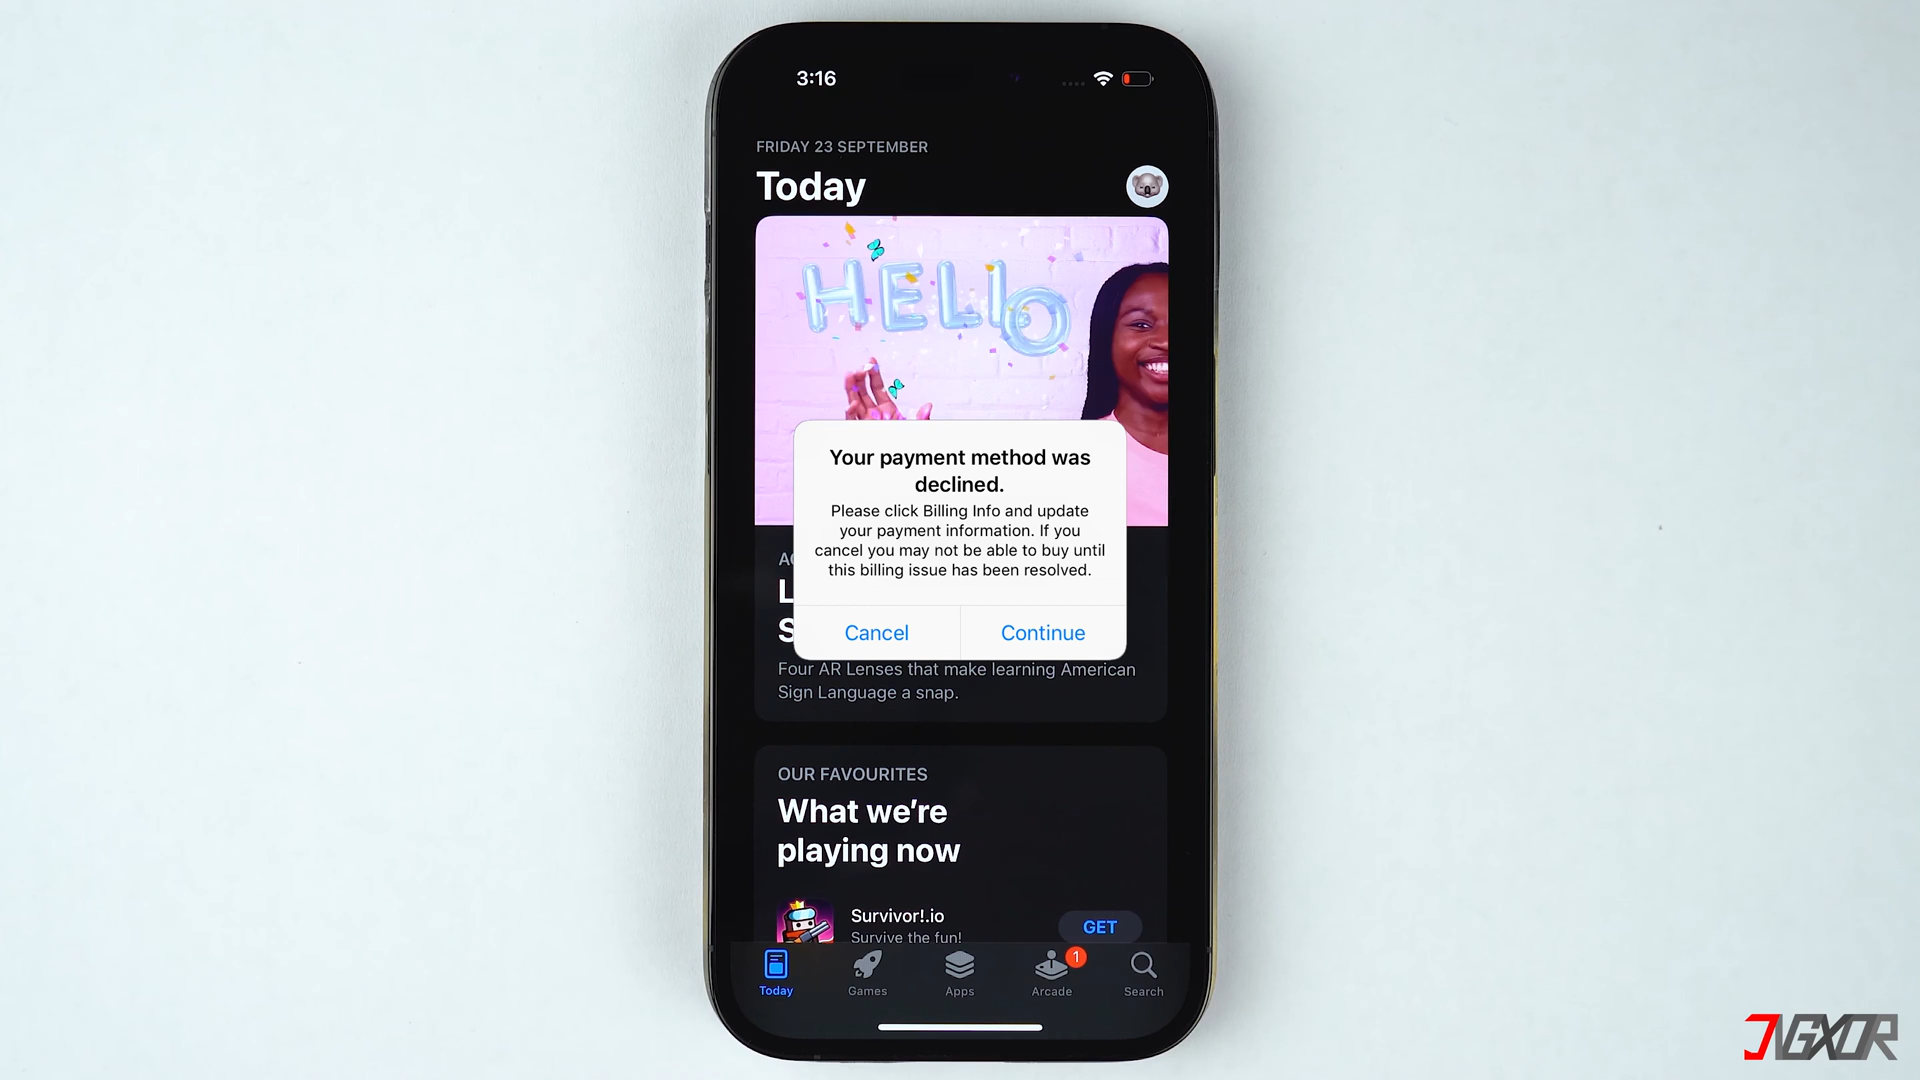 3:16
FRIDAY 23 SEPTEMBER
Today
HELLO
Your payment method was
declined.
Please click Billing Info and update
your payment information. If you
cancel you may not be able to buy until
this billing issue has been resolved.
Cancel
Continue
Four AR Lenses that make learning American
Sign Language a snap.
OUR FAVOURITES
What we're
playing now
Survivor!.io
Survive the fun!
GET
1
Today
Games
Apps
Arcade
Search
JVGXOR